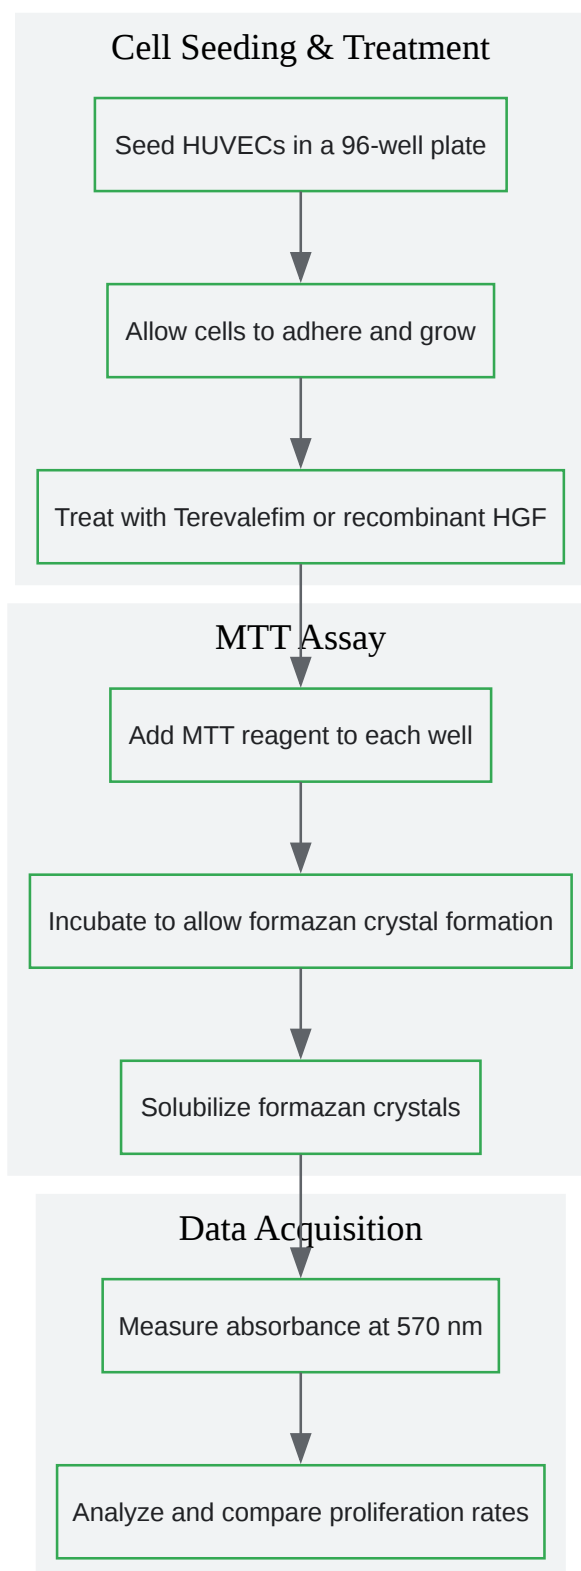 Cell Seeding & Treatment
Seed HUVECs in a 96-well plate
Allow cells to adhere and grow
Treat with Terevalefim or recombinant HGF
MTT Assay
Add MTT reagent to each well
Incubate to allow formazan crystal formation
Solubilize formazan crystals
Data Acquisition
Measure absorbance at 570 nm
Analyze and compare proliferation rates